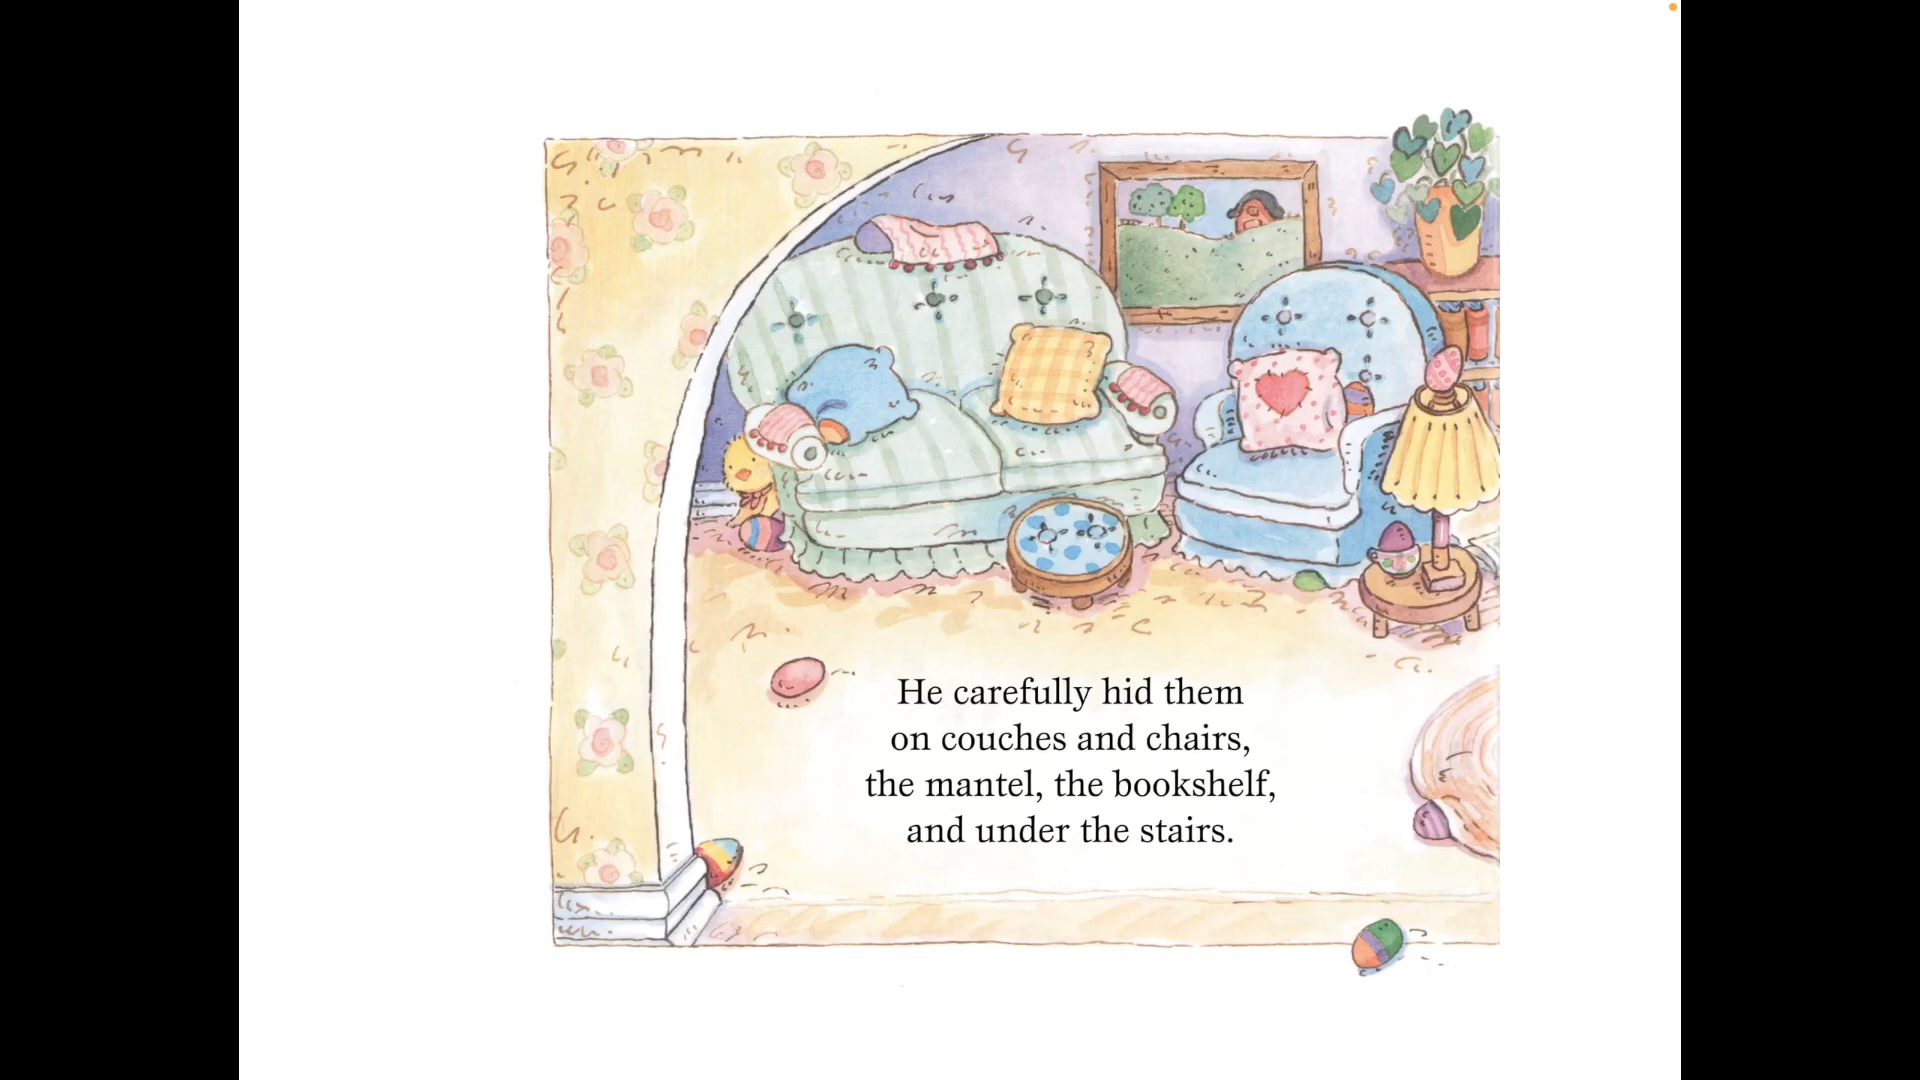 He carefully hid them
on couches and chairs,
the mantel, the bookshelf,
and under the stairs.